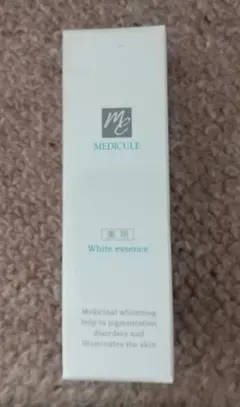 MC
MEDICULE
薬用
White essence
Medicinal whitening
help to pigmentation
disorders and
illuminates the skin